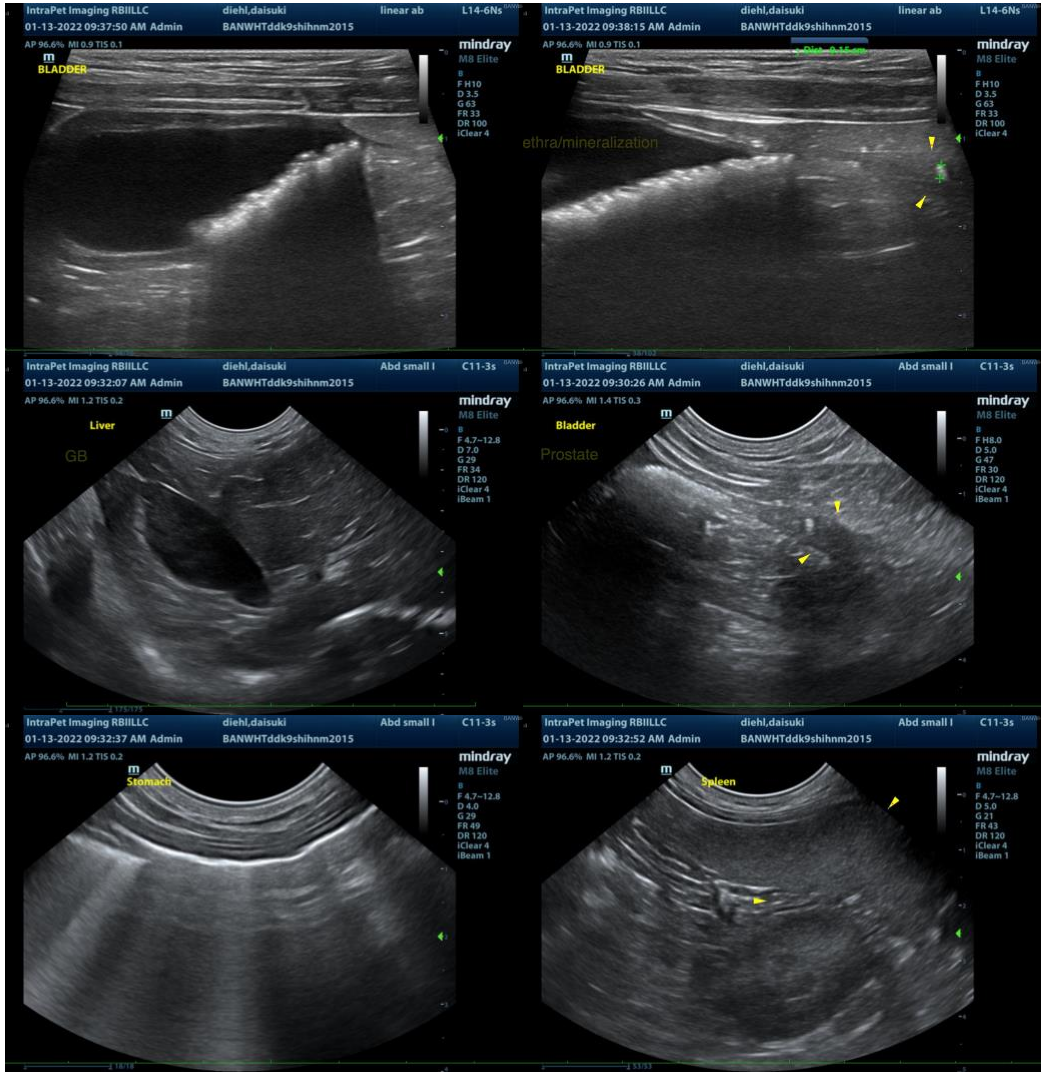 IntraPet Imaging RBIILLC diehl,daisuki linear ab L14-6Ns
01-13-2022 09:37:50 AM Admin BANWHTddk9shihnm2015
AP 96.6% MI 0.9 TIS 0.1 mindray
m M8 Elite
BLADDER
B
F H10
D 3.5
G 63
FR 33
DR 100
iClear 4
IntraPet Imaging RBIILLC diehl,daisuki linear ab L14-6Ns
01-13-2022 09:38:15 AM Admin BANWHTddk9shihnm2015
Dist 0.15 cm
AP 96.6% MI 0.9 TIS 0.1 mindray
m M8 Elite
BLADDER
ethra/mineralization
B
F H10
D 3.5
G 63
FR 33
DR 100
iClear 4
IntraPet Imaging RBIILLC diehl,daisuki Abd small I C11-3s
01-13-2022 09:32:07 AM Admin BANWHTddk9shihnm2015
AP 96.6% MI 1.2 TIS 0.2 mindray
m M8 Elite
Liver
GB
B
F 4.7~12.8
D 7.0
G 29
FR 34
DR 120
iClear 4
iBeam 1
175/175
IntraPet Imaging RBIILLC diehl,daisuki Abd small I C11-3s
01-13-2022 09:30:26 AM Admin BANWHTddk9shihnm2015
AP 96.6% MI 1.4 TIS 0.3 mindray
m M8 Elite
Bladder
Prostate
B
F H8.0
D 5.0
G 47
FR 30
DR 120
iClear 4
iBeam 1
IntraPet Imaging RBIILLC diehl,daisuki Abd small I C11-3s
01-13-2022 09:32:37 AM Admin BANWHTddk9shihnm2015
AP 96.6% MI 1.2 TIS 0.2 mindray
m M8 Elite
Stomach
B
F 4.7~12.8
D 4.0
G 29
FR 49
DR 120
iClear 4
iBeam 1
18/18
IntraPet Imaging RBIILLC diehl,daisuki Abd small I C11-3s
01-13-2022 09:32:52 AM Admin BANWHTddk9shihnm2015
AP 96.6% MI 1.2 TIS 0.2 mindray
m M8 Elite
Spleen
B
F 4.7~12.8
D 5.0
G 21
FR 43
DR 120
iClear 4
iBeam 1
53/53